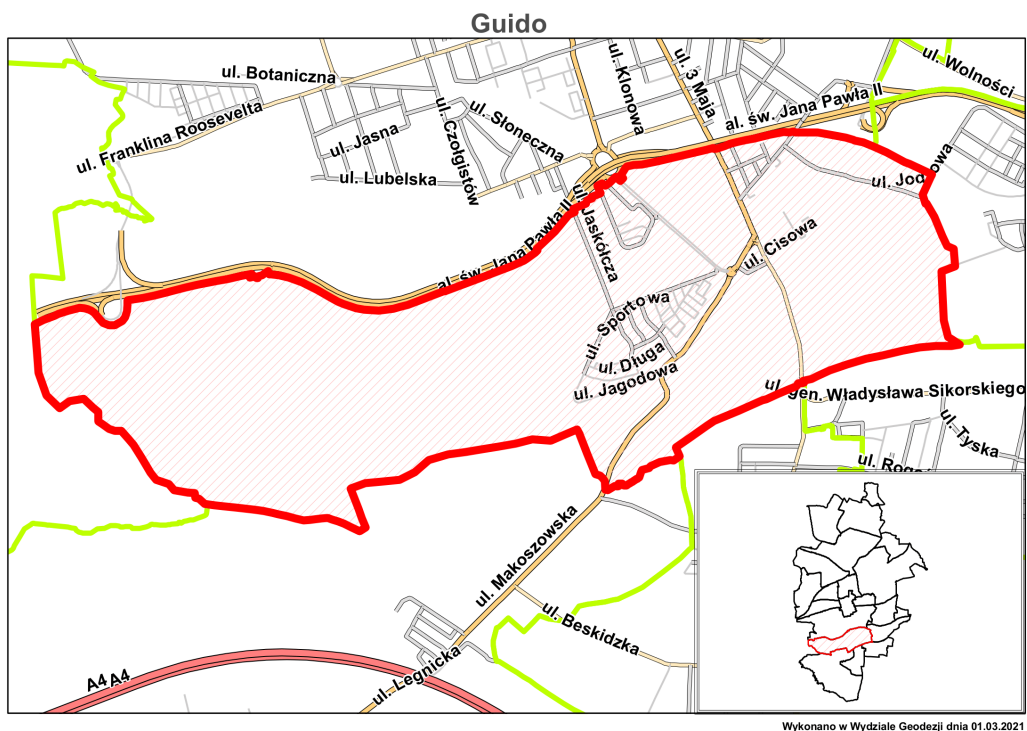 Guido
ul. Botaniczna
ul. Franklina Roosevelta
ul. Jasna
ul. Lubelska
ul. Czołgistów
ul. Słoneczna
ul. Klonowa
ul. 3 Maja
al. św. Jana Pawła II
ul. Wolności
ul. Jodłowa
ul. Jaskółcza
al. św. Jana Pawła II
ul. Cisowa
ul. Sportowa
ul. Długa
ul. Jagodowa
ul. gen. Władysława Sikorskiego
ul. Tyska
ul.
ul. Makoszowska
ul. Beskidzka
ul. Legnicka
A4 A4
Wykonano w Wydziale Geodezji dnia 01.03.2021